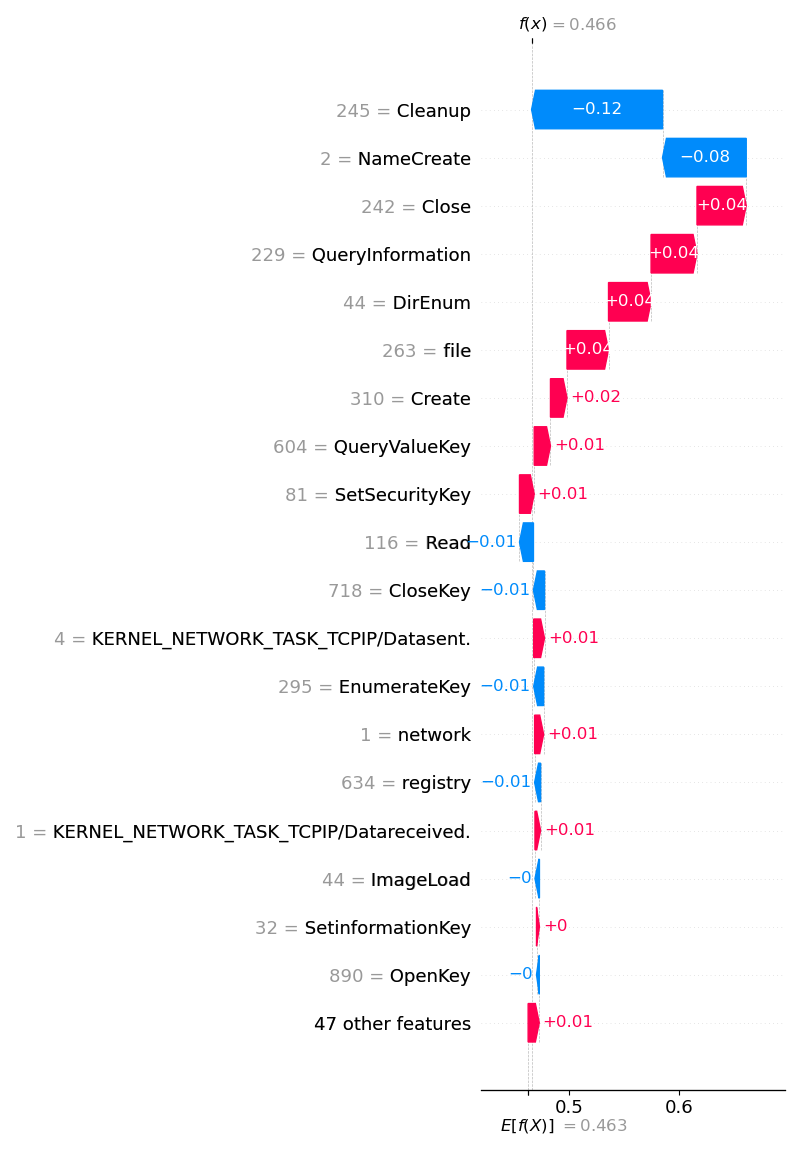 f(x) = 0.466
245 = Cleanup −0.12
2 = NameCreate −0.08
242 = Close +0.04
229 = QueryInformation +0.04
44 = DirEnum +0.04
263 = file +0.04
310 = Create +0.02
604 = QueryValueKey +0.01
81 = SetSecurityKey +0.01
116 = Read −0.01
718 = CloseKey −0.01
4 = KERNEL_NETWORK_TASK_TCPIP/Datasent. +0.01
295 = EnumerateKey −0.01
1 = network +0.01
634 = registry −0.01
1 = KERNEL_NETWORK_TASK_TCPIP/Datareceived. +0.01
44 = ImageLoad −0
32 = SetinformationKey +0
890 = OpenKey −0
47 other features +0.01
0.5 0.6
E[f(X)] = 0.463